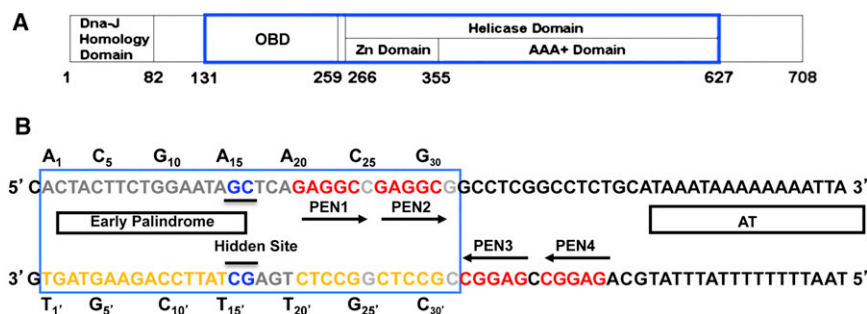 A
Dna-J
Homology
Domain
OBD
Helicase Domain
Zn Domain
AAA+ Domain
1 82 131 259 266 355 627 708
B
A1 C5 G10 A15 A20 C25 G30
5' CACTACTTCTGGAATAGCTCAGAGGCCGAGGCGGCCTCGGCCTCTGCATAAATAAAAAAAATTA 3'
PEN1 PEN2
Early Palindrome
AT
Hidden Site
PEN3 PEN4
3' GTGATGAAGACCTTATCGAGTCTCCGGCTCCGCCGGAGCCGGAGACGTATTTATTTTTTTTAAT 5'
T1' G5' C10' T15' T20' G25' C30'